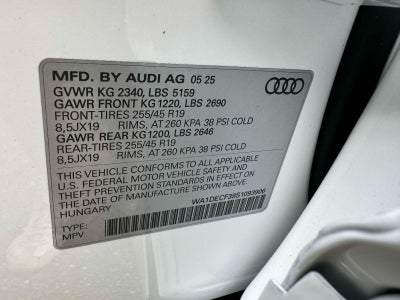 MFD. BY AUDI AG 05 25
GVWR KG 2340, LBS 5159
GAWR FRONT KG 1220, LBS 2690
FRONT-TIRES 255/45 R19
8,5JX19 RIMS, AT 260 KPA 38 PSI COLD
GAWR REAR KG1200, LBS 2646
REAR-TIRES 255/45 R19
8,5JX19 RIMS, AT 260 KPA 38 PSI COLD
THIS VEHICLE CONFORMS TO ALL APPLICABLE
U.S. FEDERAL MOTOR VEHICLE SAFETY AND
THEFT PREVENTION STANDARDS IN EFFECT ON
THE DATE OF MANUFACTURE SHOWN ABOVE
HUNGARY
WA1DECF39S1093906
TYPE:
MPV